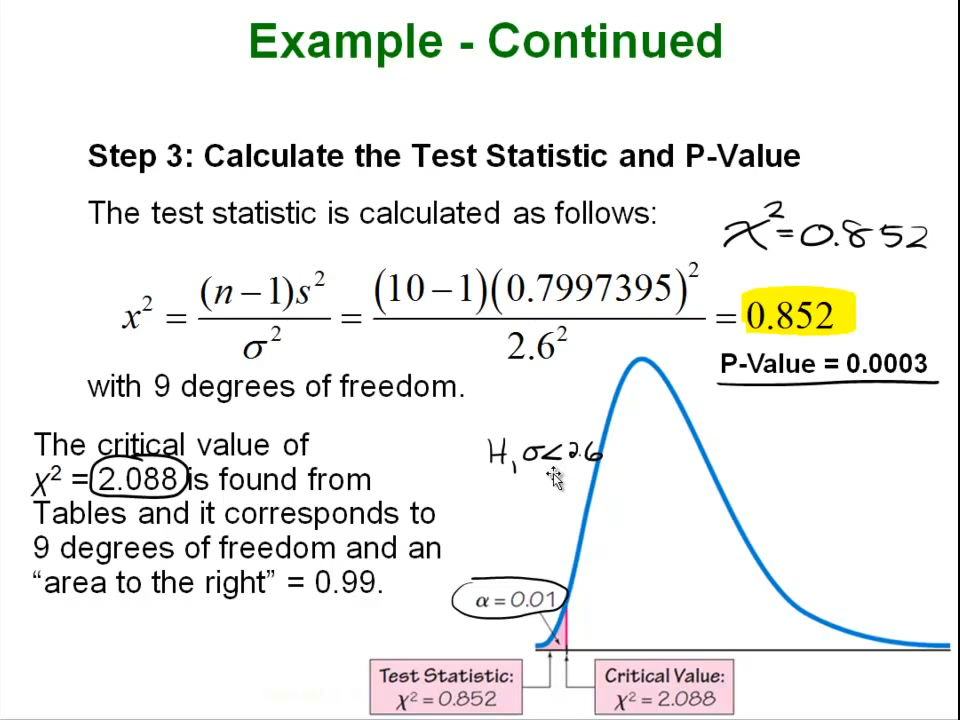 Example - Continued
Step 3: Calculate the Test Statistic and P-Value
The test statistic is calculated as follows:
χ² = 0.852
x² = (n − 1)s² / σ² = (10 − 1)(0.7997395)² / 2.6² = 0.852
P-Value = 0.0003
with 9 degrees of freedom.
The critical value of
χ² = 2.088 is found from
Tables and it corresponds to
9 degrees of freedom and an
“area to the right” = 0.99.
H₁ σ < 2.6
α = 0.01
Test Statistic:
χ² = 0.852
Critical Value:
χ² = 2.088